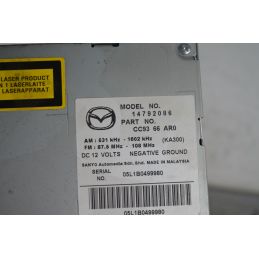 LASER PRODUCT
N 1 LASERLAITE
LASERAPPARAT
MODEL NO.
14792086
PART NO.
CC93 66 AR0
AM : 531 kHz - 1602 kHz (KA300)
FM : 87.5 MHz - 108 MHz
DC 12 VOLTS NEGATIVE GROUND
SANYO Automedia Sdn. Bhd. MADE IN MALAYSIA
SERIAL NO.
05L1B0499980
05L1B0499980